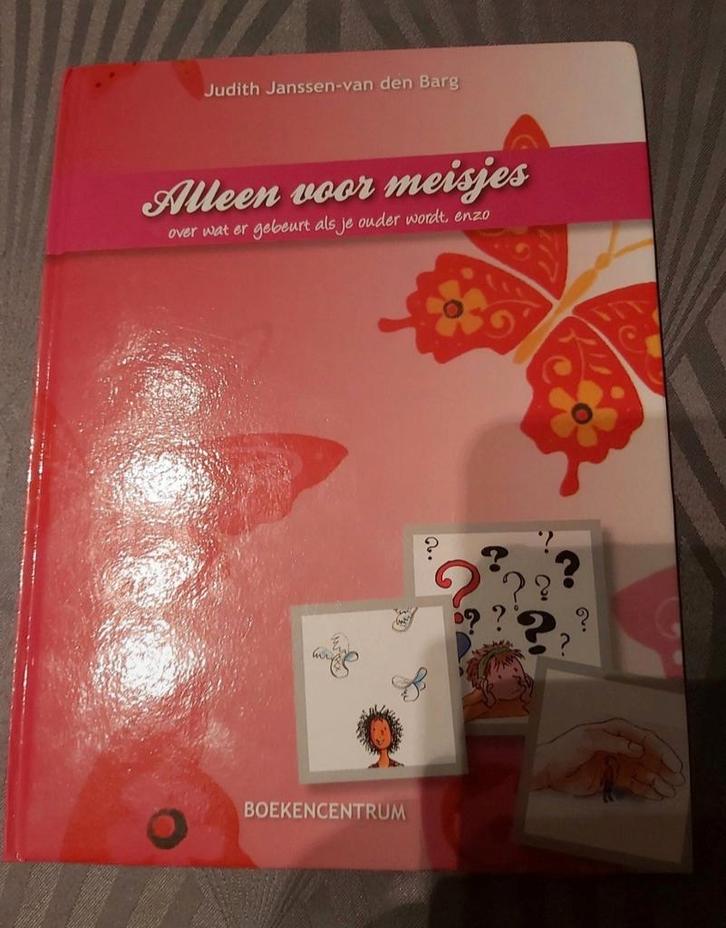 Judith Janssen-van den Barg
Alleen voor meisjes
over wat er gebeurt als je ouder wordt, enzo
? ? ? ? ? ? ? ? ? ? ? ?
BOEKENCENTRUM